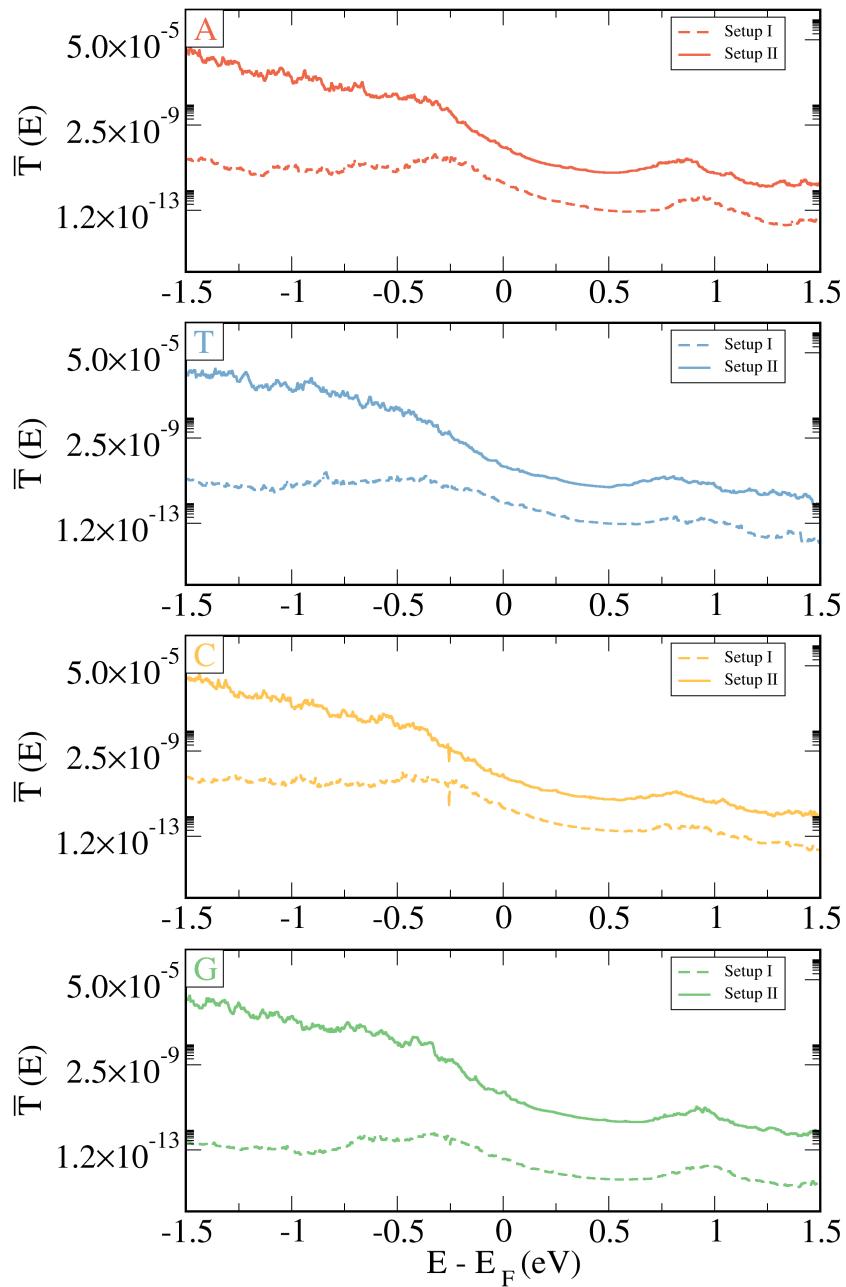 A
Setup I
Setup II
5.0×10⁻⁵
2.5×10⁻⁹
1.2×10⁻¹³
T̅ (E)
-1.5 -1 -0.5 0 0.5 1 1.5
T
Setup I
Setup II
5.0×10⁻⁵
2.5×10⁻⁹
1.2×10⁻¹³
T̅ (E)
-1.5 -1 -0.5 0 0.5 1 1.5
C
Setup I
Setup II
5.0×10⁻⁵
2.5×10⁻⁹
1.2×10⁻¹³
T̅ (E)
-1.5 -1 -0.5 0 0.5 1 1.5
G
Setup I
Setup II
5.0×10⁻⁵
2.5×10⁻⁹
1.2×10⁻¹³
T̅ (E)
-1.5 -1 -0.5 0 0.5 1 1.5
E - E_F (eV)